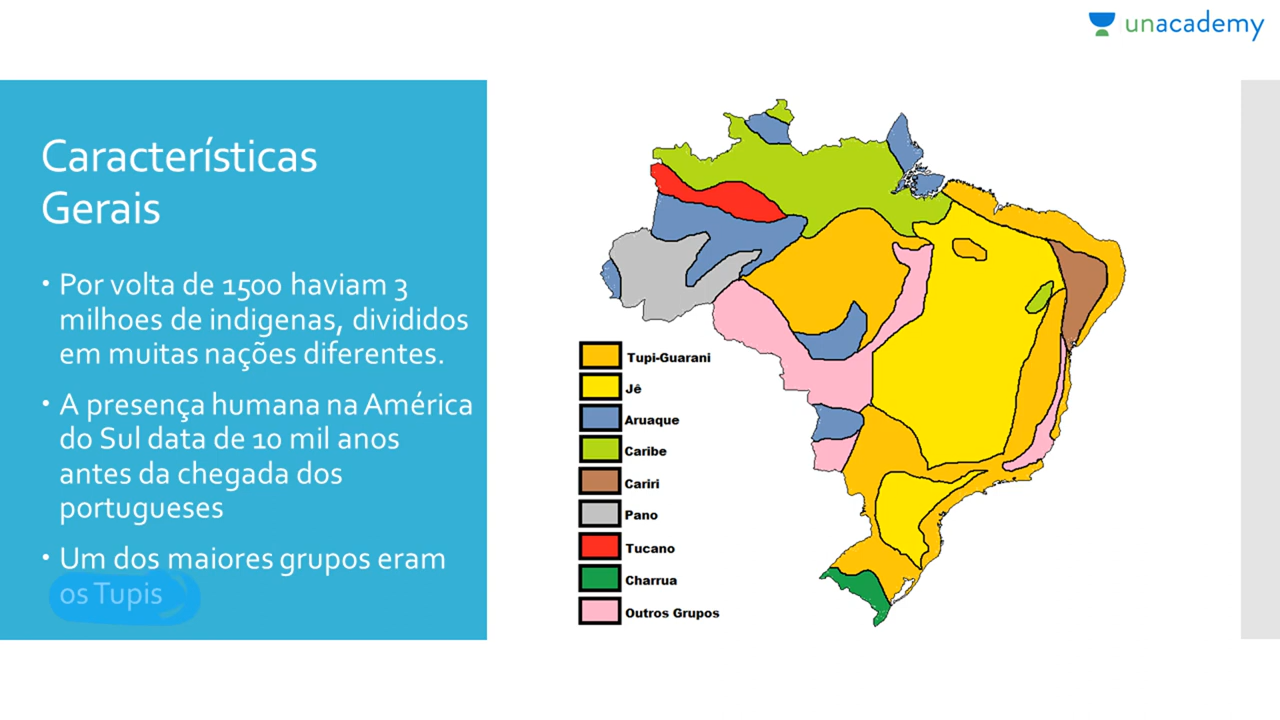 unacademy
Características
Gerais
• Por volta de 1500 haviam 3
milhoes de indigenas, divididos
em muitas nações diferentes.
• A presença humana na América
do Sul data de 10 mil anos
antes da chegada dos
portugueses
• Um dos maiores grupos eram
os Tupis
Tupi-Guarani
Jê
Aruaque
Caribe
Cariri
Pano
Tucano
Charrua
Outros Grupos